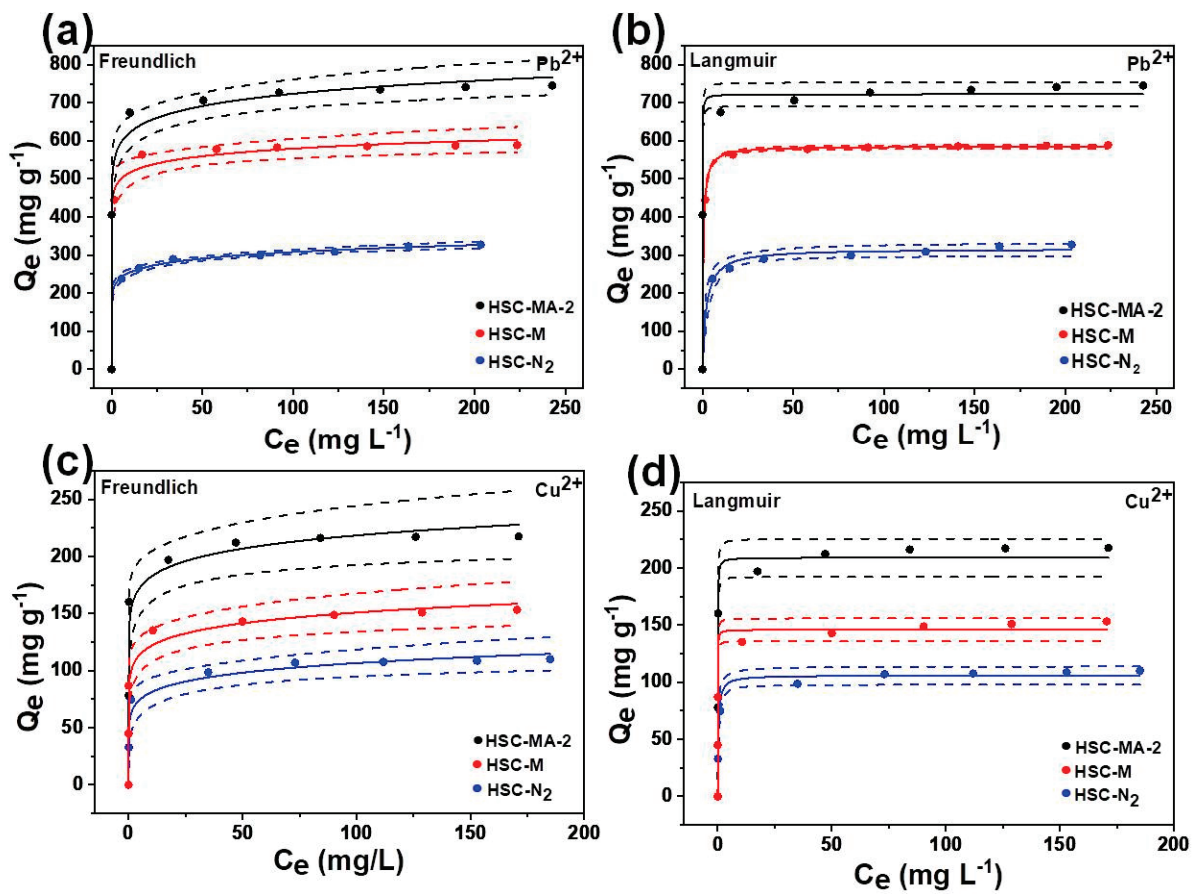 (a)
Freundlich
Pb2+
800
700
600
500
400
300
200
100
0
Qe (mg g-1)
HSC-MA-2
HSC-M
HSC-N2
0 50 100 150 200 250
Ce (mg L-1)
(b)
Langmuir
Pb2+
800
700
600
500
400
300
200
100
0
Qe (mg g-1)
HSC-MA-2
HSC-M
HSC-N2
0 50 100 150 200 250
Ce (mg L-1)
(c)
Freundlich
Cu2+
250
200
150
100
50
0
Qe (mg g-1)
HSC-MA-2
HSC-M
HSC-N2
0 50 100 150 200
Ce (mg/L)
(d)
Langmuir
Cu2+
250
200
150
100
50
0
Qe (mg g-1)
HSC-MA-2
HSC-M
HSC-N2
0 50 100 150 200
Ce (mg L-1)